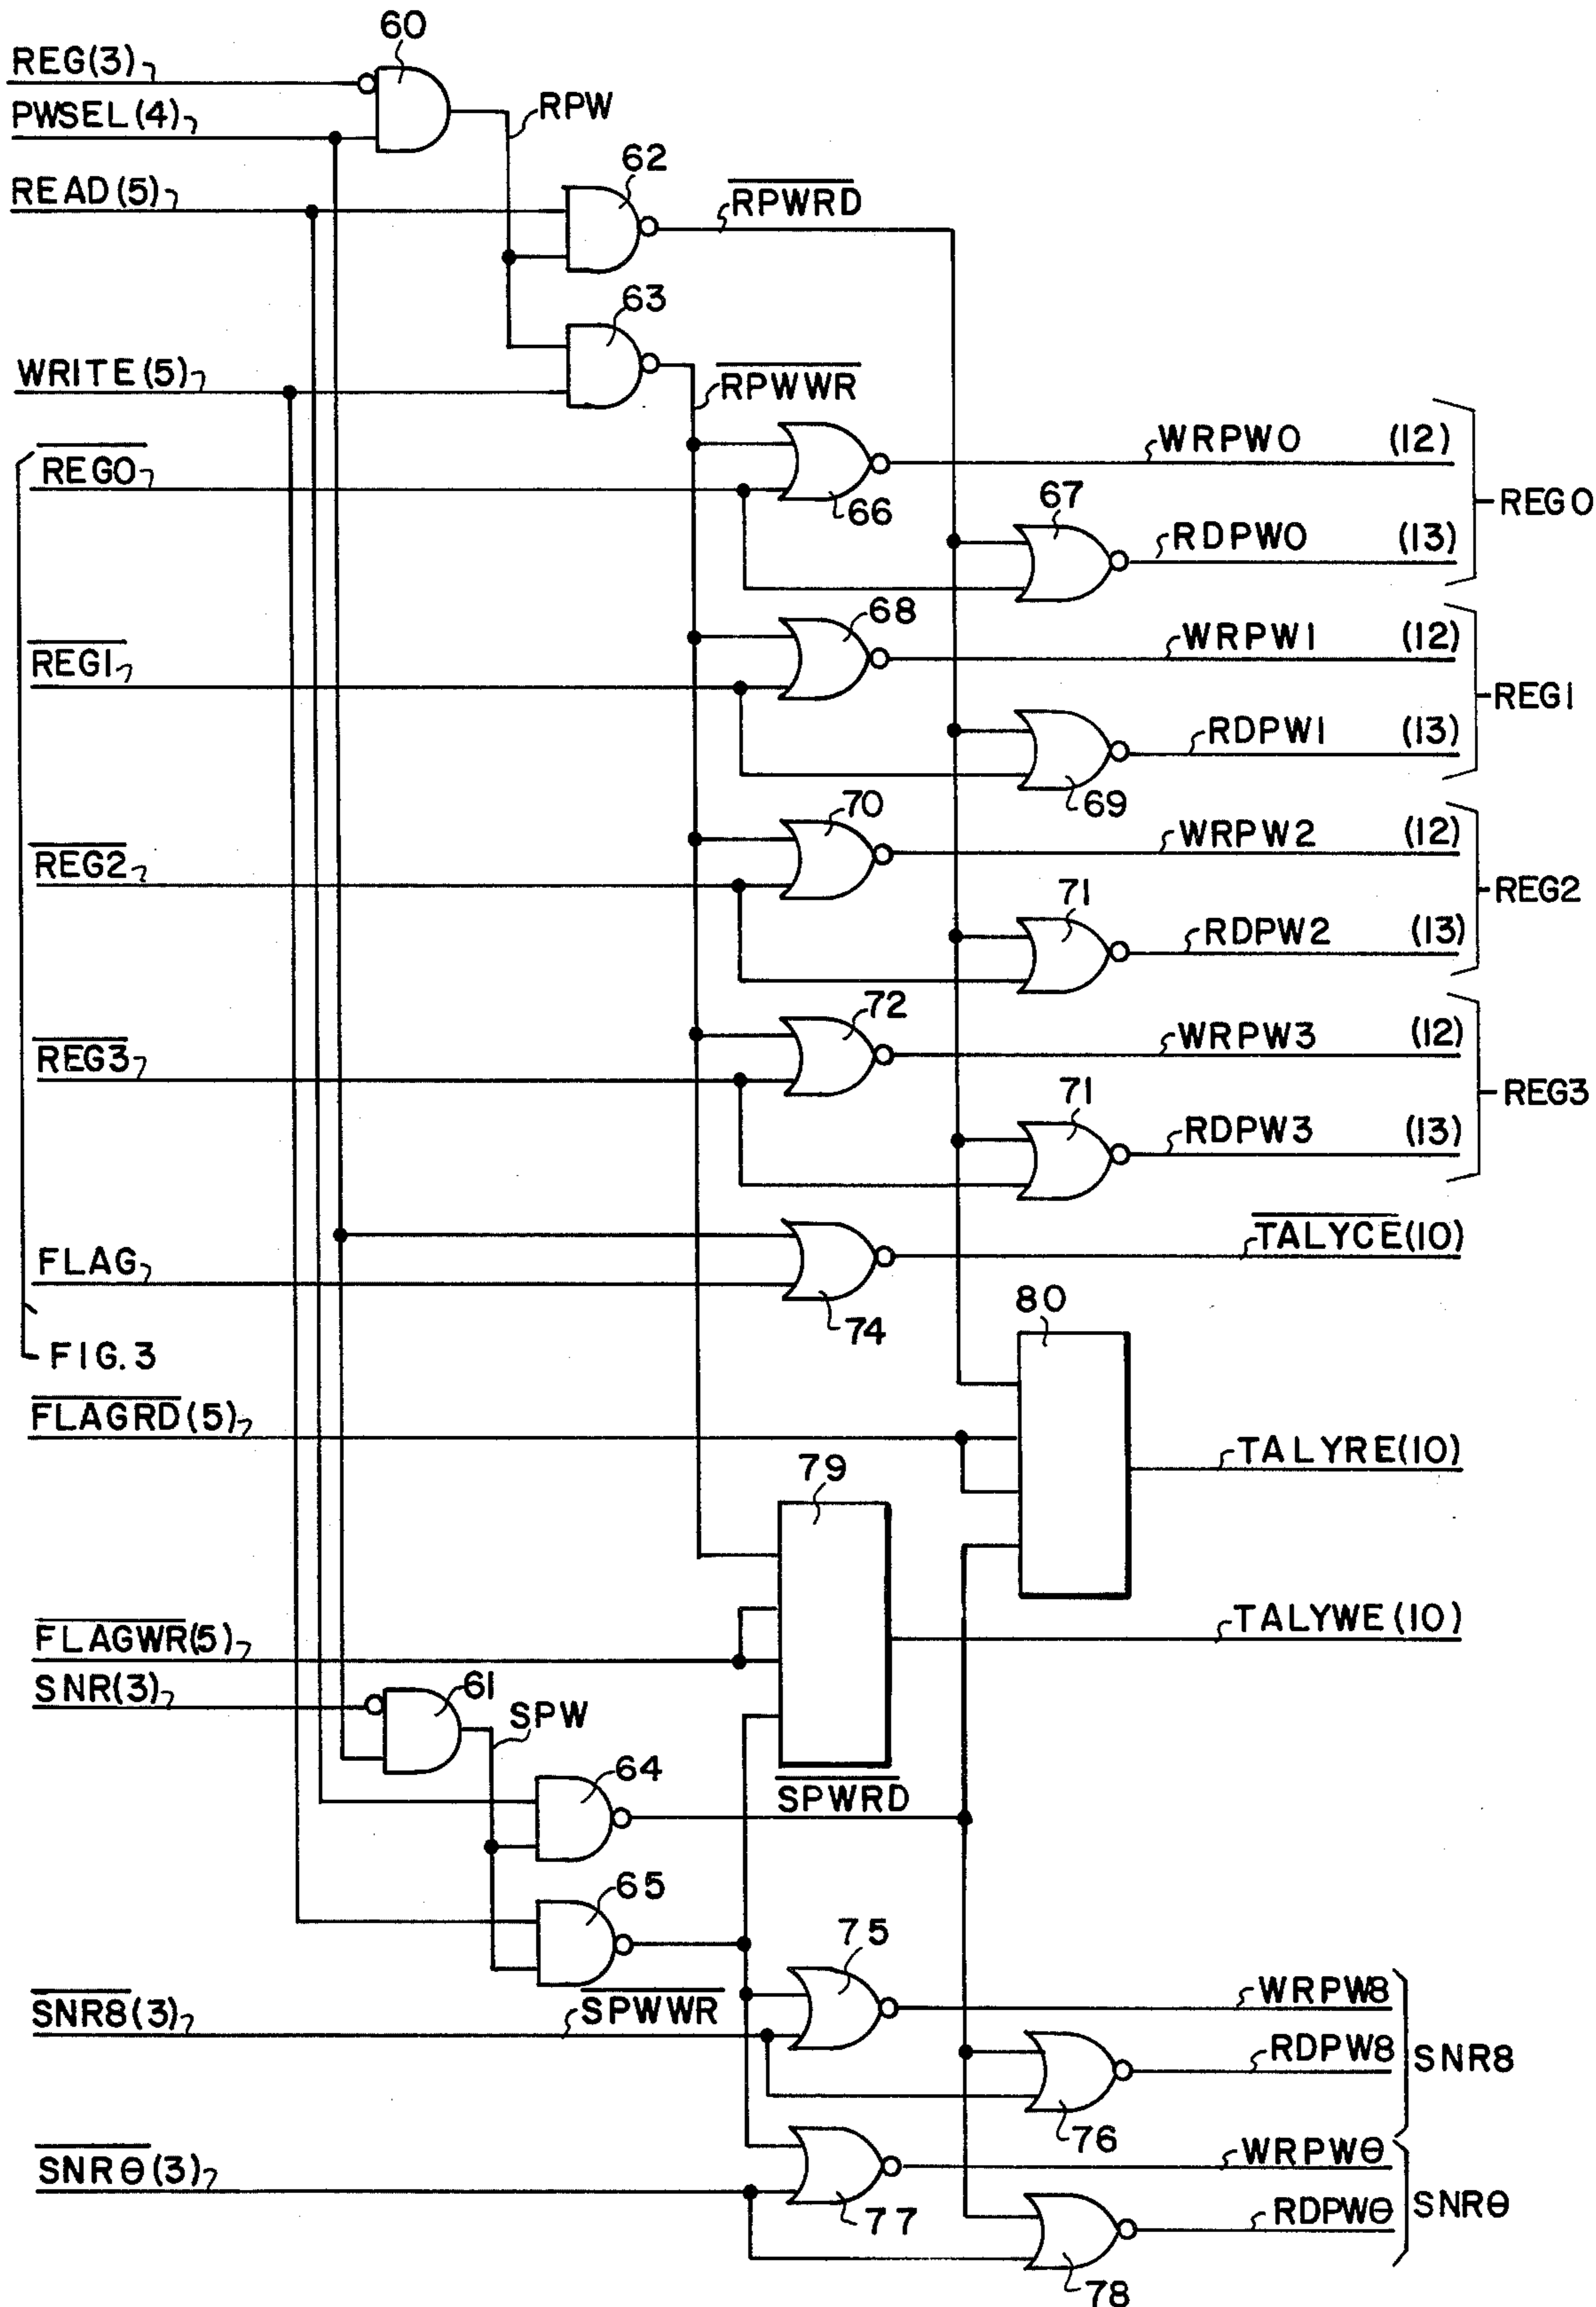 60
REG(3)
PWSEL(4)
RPW
62
READ(5)
RPWRD
63
WRITE(5)
RPWWR
WRPW0 (12)
REG0
66
67
REG0
RDPW0 (13)
68
REG1
WRPW1 (12)
REG1
RDPW1 (13)
69
70
WRPW2 (12)
REG2
71
REG2
RDPW2 (13)
72
WRPW3 (12)
REG3
71
REG3
RDPW3 (13)
TALYCE(10)
FLAG
80
74
FIG.3
FLAGRD(5)
TALYRE(10)
79
TALYWE(10)
FLAGWR(5)
SNR(3)
61
SPW
64
SPWRD
65
75
WRPW8
SNR8(3)
SPWWR
RDPW8
SNR8
76
WRPWθ
SNRθ(3)
RDPWθ
SNRθ
77
78